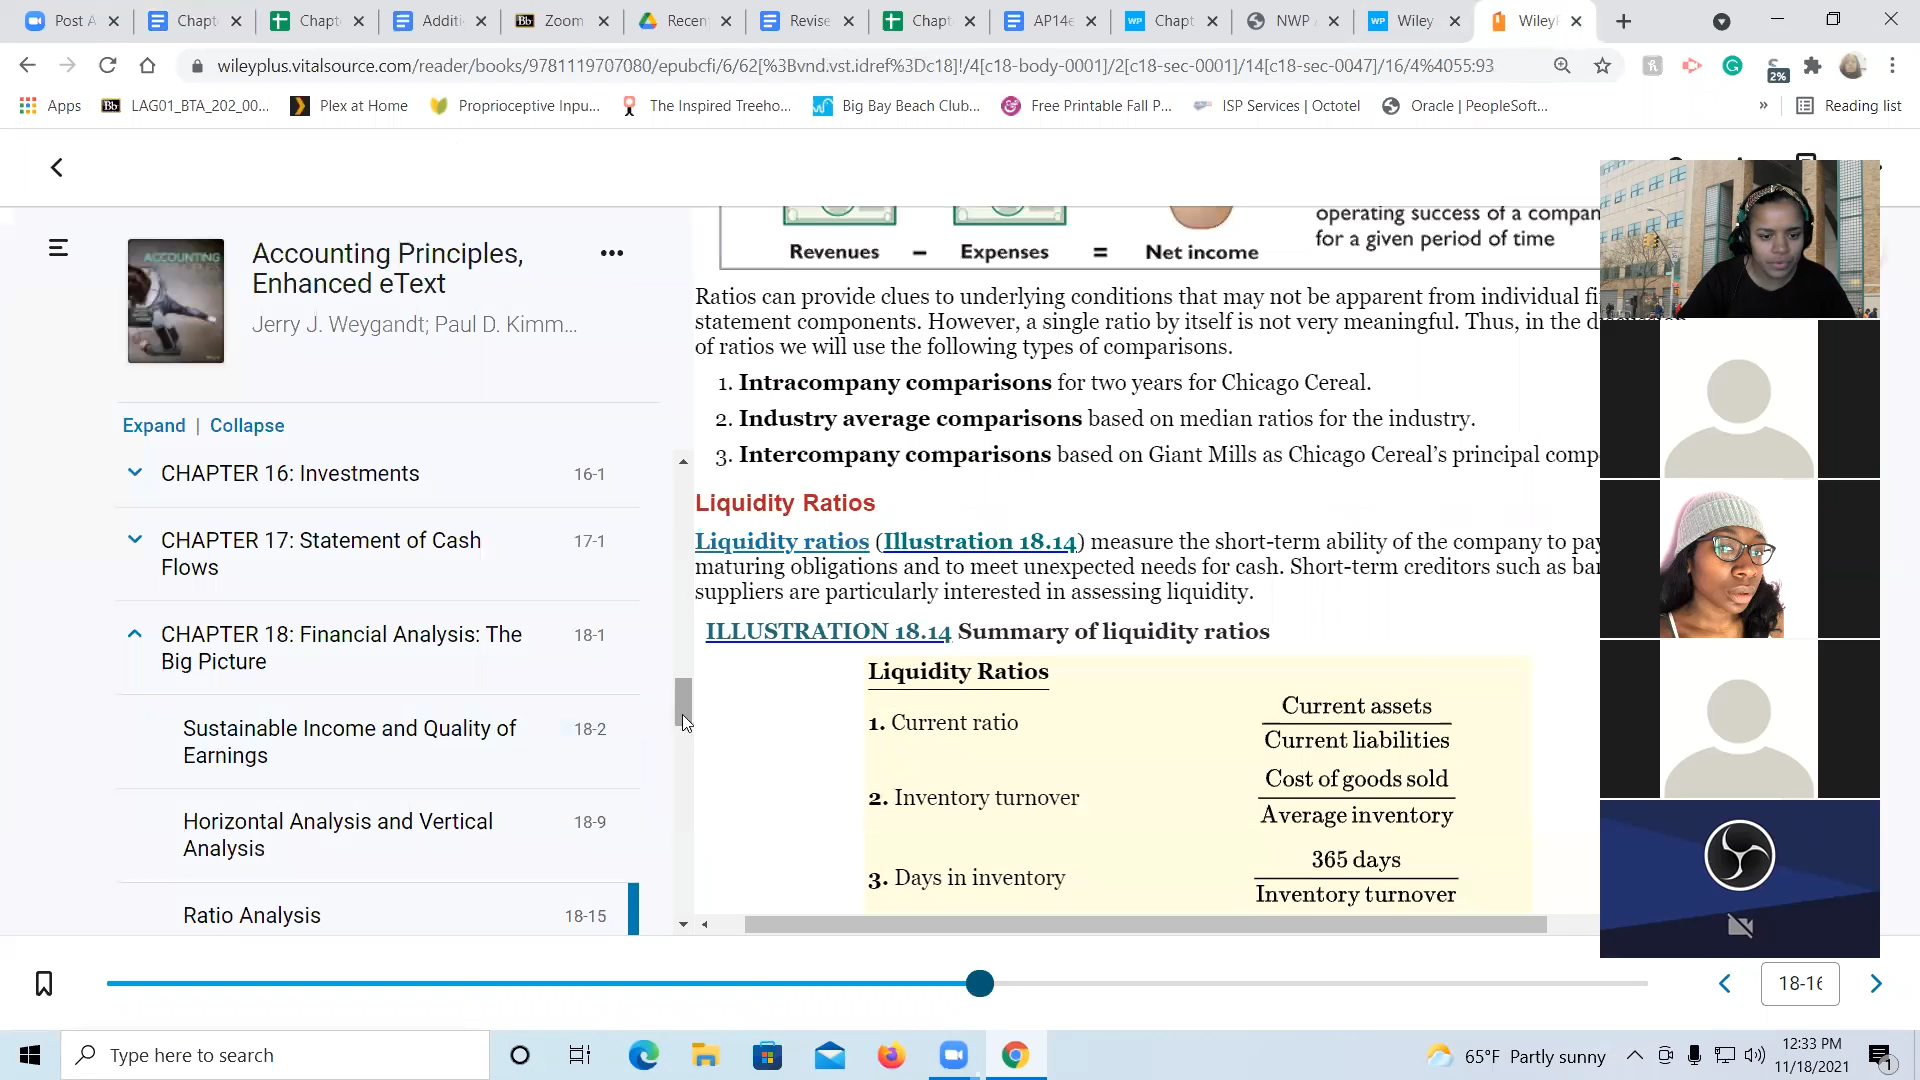 Post A
Chapt
Chapt
Additi
Zoom
Recen
Revise
Chapt
AP14e
Chapt
NWP
Wiley
WileyP
wileyplus.vitalsource.com/reader/books/9781119707080/epubcfi/6/62[%3Bvnd.vst.idref%3Dc18]!/4[c18-body-0001]/2[c18-sec-0001]/14[c18-sec-0047]/16/4%4055:93
2%
Apps
Bb LAG01_BTA_202_00...
Plex at Home
Proprioceptive Inpu...
The Inspired Treeho...
Big Bay Beach Club...
Free Printable Fall P...
ISP Services | Octotel
Oracle | PeopleSoft...
»
Reading list
ACCOUNTING
Accounting Principles,
Enhanced eText
Jerry J. Weygandt; Paul D. Kimm...
Expand | Collapse
CHAPTER 16: Investments 16-1
CHAPTER 17: Statement of Cash 17-1
Flows
CHAPTER 18: Financial Analysis: The 18-1
Big Picture
Sustainable Income and Quality of 18-2
Earnings
Horizontal Analysis and Vertical 18-9
Analysis
Ratio Analysis 18-15
operating success of a compan
for a given period of time
Revenues – Expenses = Net income
Ratios can provide clues to underlying conditions that may not be apparent from individual fi
statement components. However, a single ratio by itself is not very meaningful. Thus, in the d
of ratios we will use the following types of comparisons.
1. Intracompany comparisons for two years for Chicago Cereal.
2. Industry average comparisons based on median ratios for the industry.
3. Intercompany comparisons based on Giant Mills as Chicago Cereal’s principal comp
Liquidity Ratios
Liquidity ratios (Illustration 18.14) measure the short-term ability of the company to pay
maturing obligations and to meet unexpected needs for cash. Short-term creditors such as ba
suppliers are particularly interested in assessing liquidity.
ILLUSTRATION 18.14 Summary of liquidity ratios
Liquidity Ratios
1. Current ratio
Current assets
Current liabilities
2. Inventory turnover
Cost of goods sold
Average inventory
3. Days in inventory
365 days
Inventory turnover
18-16
Type here to search
65°F Partly sunny
12:33 PM
11/18/2021
1